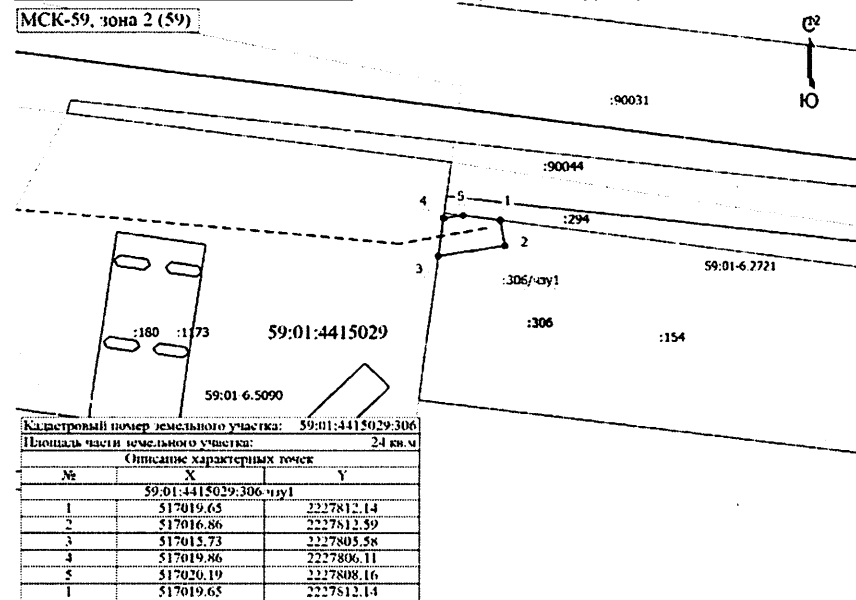 МСК-59, зона 2 (59)
С
Ю
:90031
:90044
4
5
1
:294
2
3
59:01-6.2721
:306/чзу1
:306
:154
:180
:1173
59:01:4415029
59:01-6.5090
Кадастровый номер земельного участка: 59:01:4415029:306
Площадь части земельного участка: 24 кв.м
Описание характерных точек
№ X Y
59:01:4415029:306/чзу1
1 517019.65 2227812.14
2 517016.86 2227812.59
3 517015.73 2227805.58
4 517019.86 2227806.11
5 517020.19 2227808.16
1 517019.65 2227812.14